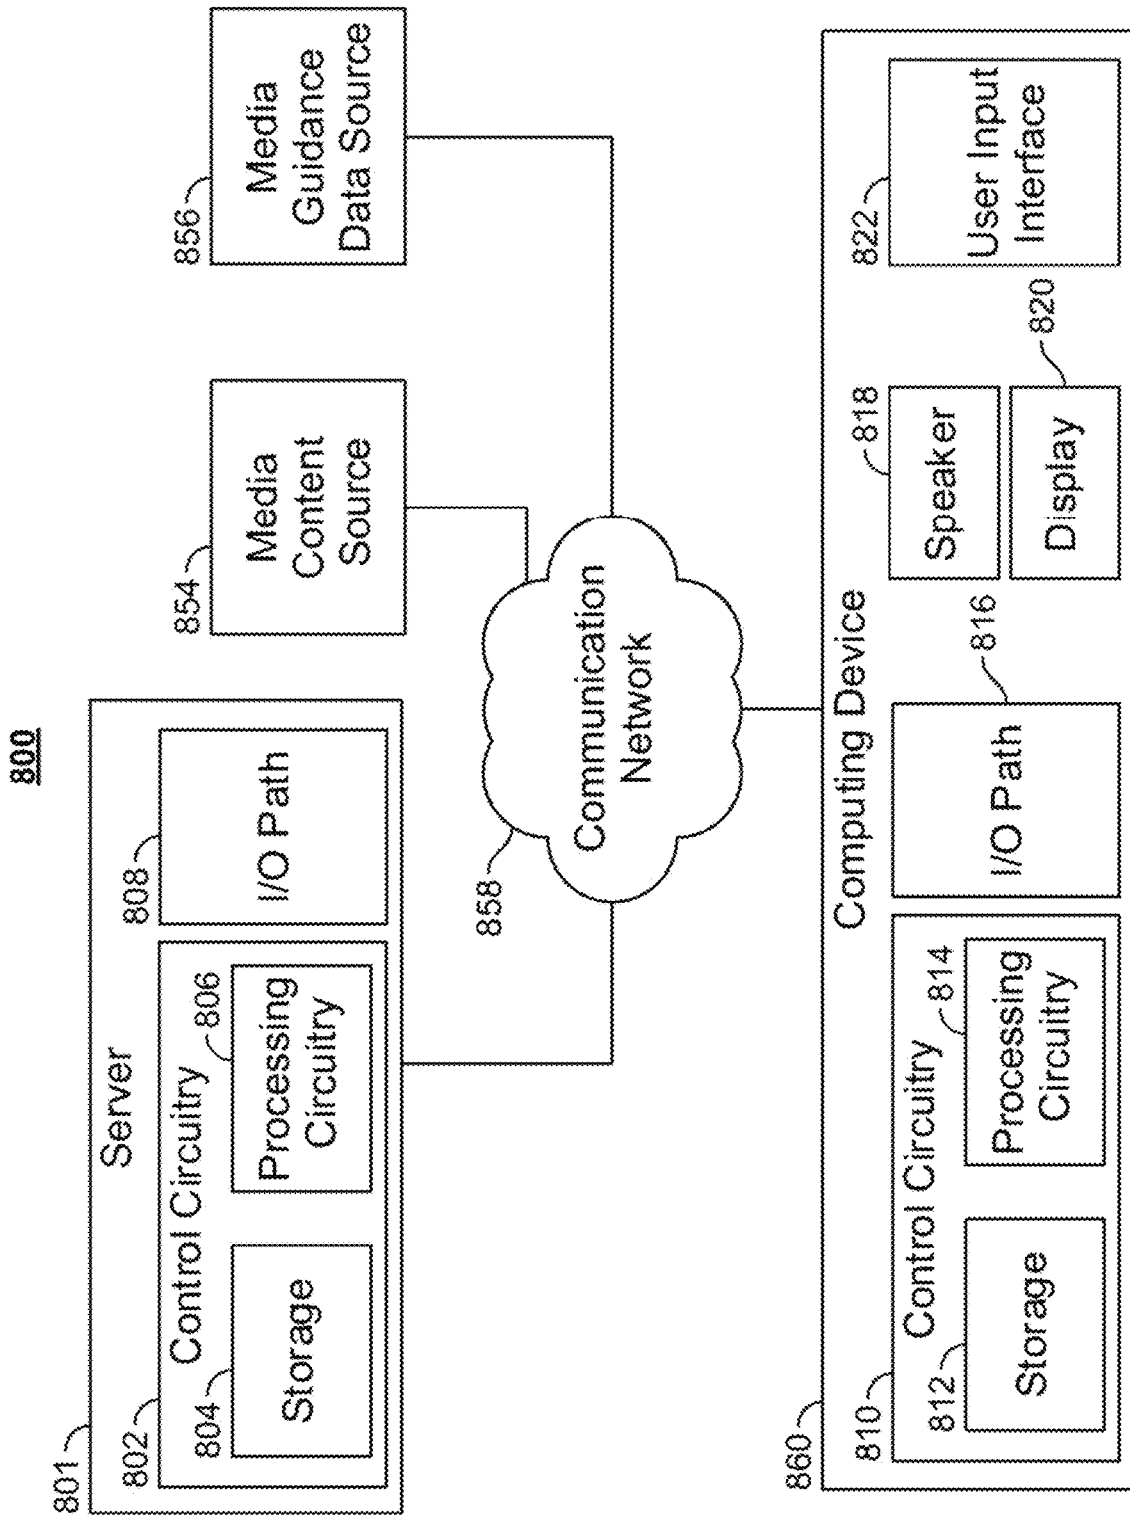 800
801
Server
802
Control Circuitry
804
Storage
806
Processing
Circuitry
808
I/O Path
854
Media
Content
Source
856
Media
Guidance
Data Source
858
Communication
Network
860
Computing Device
810
Control Circuitry
812
Storage
814
Processing
Circuitry
816
I/O Path
818
Speaker
820
Display
822
User Input
Interface